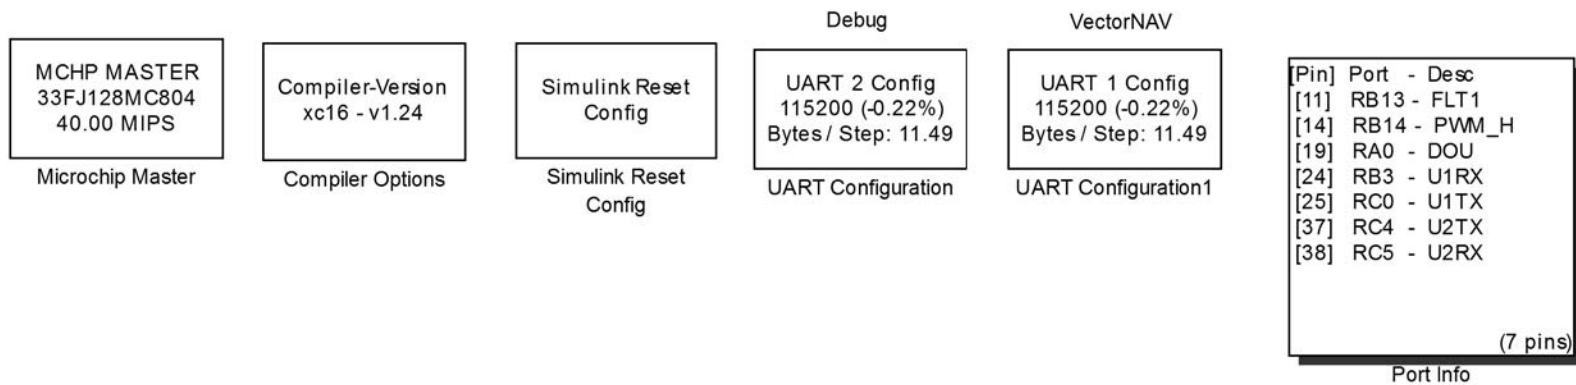 MCHP MASTER
33FJ128MC804
40.00 MIPS
Microchip Master
Compiler-Version
xc16 - v1.24
Compiler Options
Simulink Reset
Config
Simulink Reset
Config
Debug
UART 2 Config
115200 (-0.22%)
Bytes / Step: 11.49
UART Configuration
VectorNAV
UART 1 Config
115200 (-0.22%)
Bytes / Step: 11.49
UART Configuration1
[Pin] Port - Desc
[11] RB13 - FLT1
[14] RB14 - PWM_H
[19] RA0 - DOU
[24] RB3 - U1RX
[25] RC0 - U1TX
[37] RC4 - U2TX
[38] RC5 - U2RX
(7 pins)
Port Info